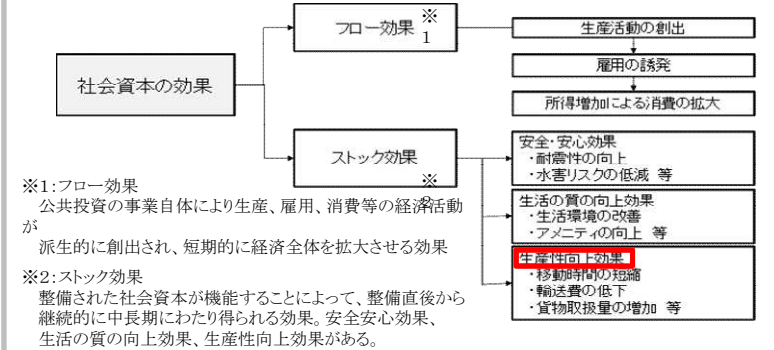 社会資本の効果
フロー効果
※
1
生産活動の創出
雇用の誘発
所得増加による消費の拡大
ストック効果
※
2
安全・安心効果
・耐震性の向上
・水害リスクの低減 等
生活の質の向上効果
・生活環境の改善
・アメニティの向上 等
生産性向上効果
・移動時間の短縮
・輸送費の低下
・貨物取扱量の増加 等
※1:フロー効果
公共投資の事業自体により生産、雇用、消費等の経済活動
が
派生的に創出され、短期的に経済全体を拡大させる効果
※2:ストック効果
整備された社会資本が機能することによって、整備直後から
継続的に中長期にわたり得られる効果。安全安心効果、
生活の質の向上効果、生産性向上効果がある。